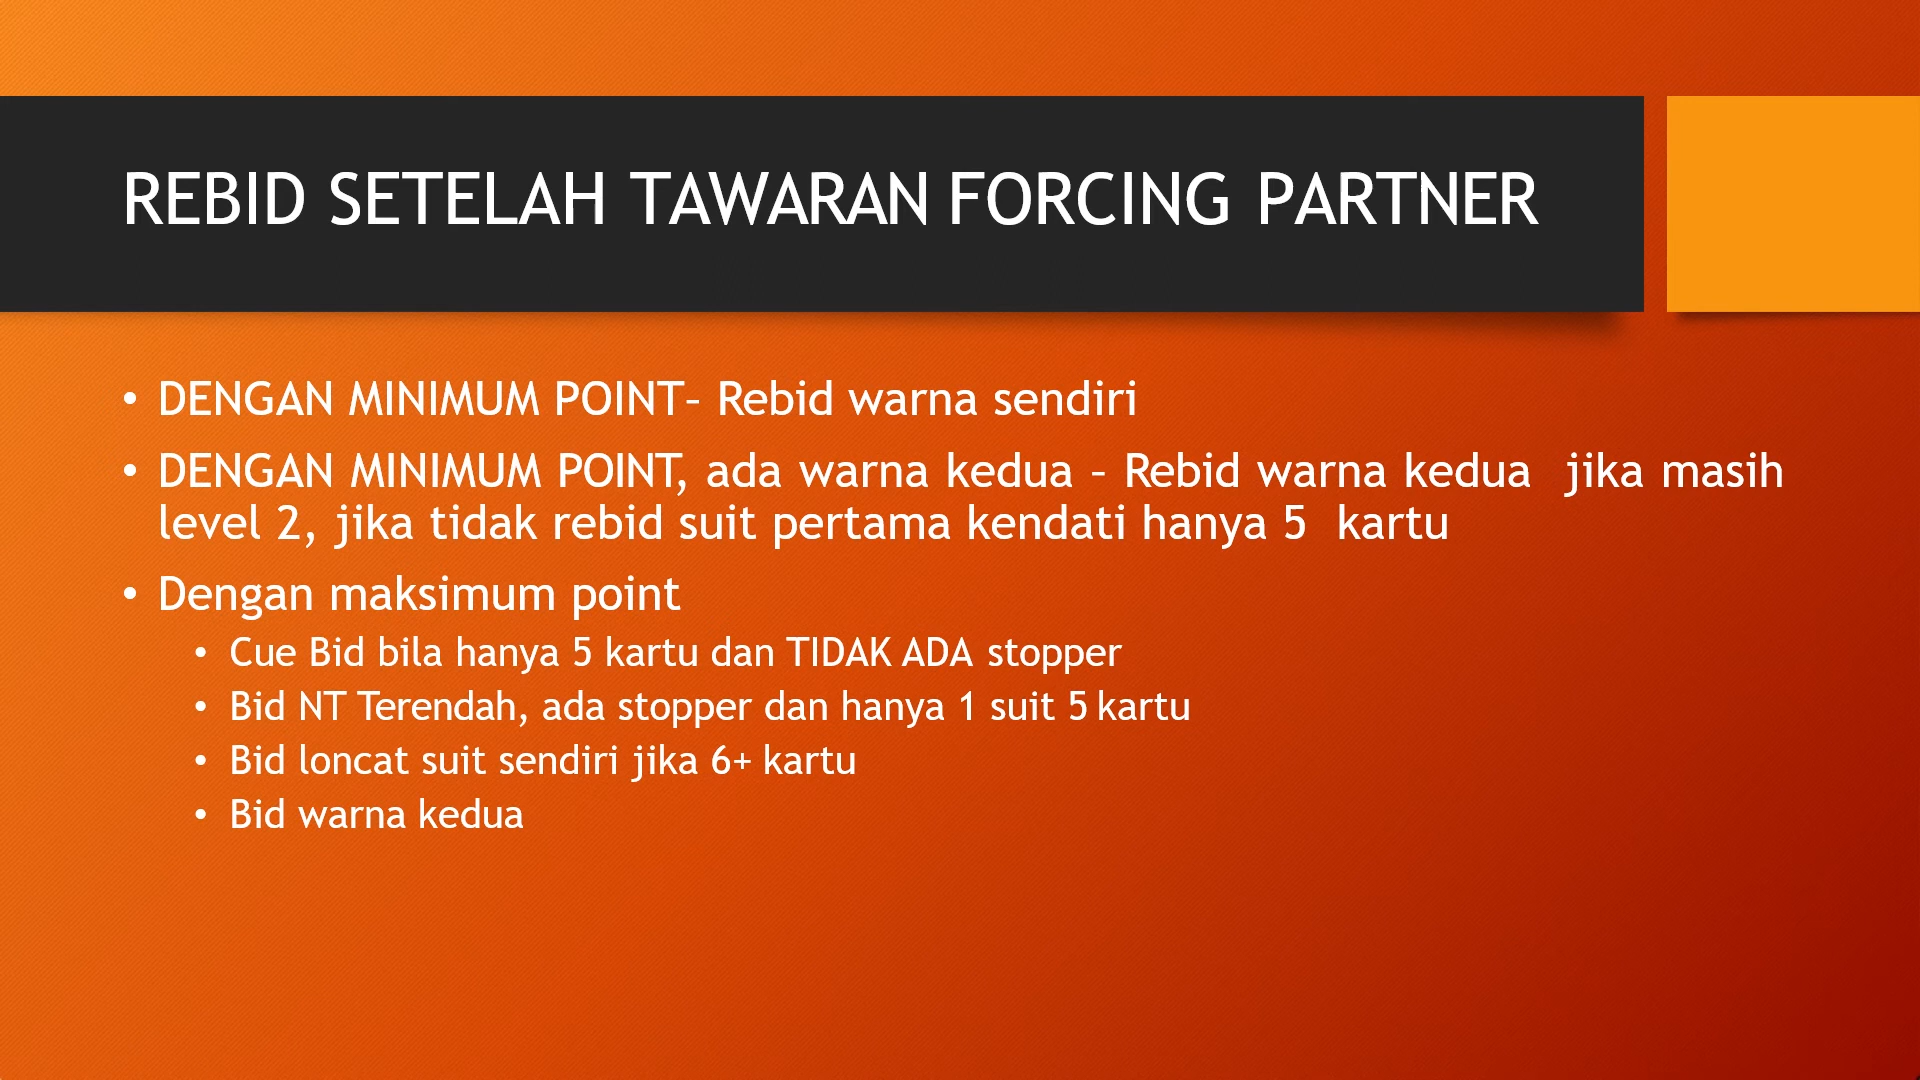 REBID SETELAH TAWARAN FORCING PARTNER
• DENGAN MINIMUM POINT– Rebid warna sendiri
• DENGAN MINIMUM POINT, ada warna kedua – Rebid warna kedua jika masih
level 2, jika tidak rebid suit pertama kendati hanya 5 kartu
• Dengan maksimum point
• Cue Bid bila hanya 5 kartu dan TIDAK ADA stopper
• Bid NT Terendah, ada stopper dan hanya 1 suit 5 kartu
• Bid loncat suit sendiri jika 6+ kartu
• Bid warna kedua